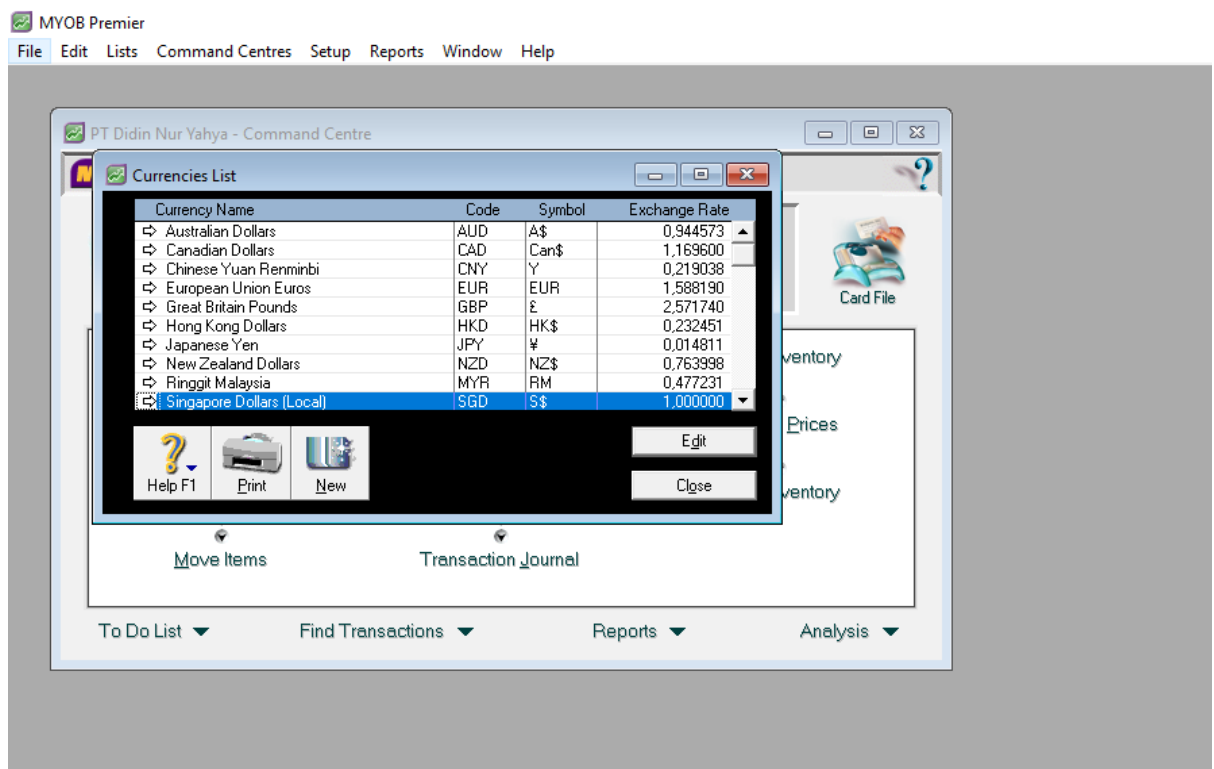 MYOB Premier
File Edit Lists Command Centres Setup Reports Window Help
PT Didin Nur Yahya - Command Centre
Currencies List
Currency Name Code Symbol Exchange Rate
Australian Dollars AUD A$ 0,944573
Canadian Dollars CAD Can$ 1,169600
Chinese Yuan Renminbi CNY Y 0,219038
European Union Euros EUR EUR 1,588190
Great Britain Pounds GBP £ 2,571740
Hong Kong Dollars HKD HK$ 0,232451
Japanese Yen JPY ¥ 0,014811
New Zealand Dollars NZD NZ$ 0,763998
Ringgit Malaysia MYR RM 0,477231
Singapore Dollars (Local) SGD S$ 1,000000
Card File
ventory
Prices
ventory
Edit
Help F1 Print New Close
Move Items Transaction Journal
To Do List Find Transactions Reports Analysis